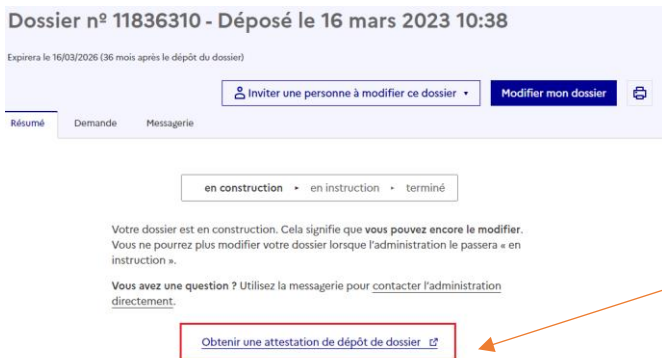 Dossier nº 11836310 - Déposé le 16 mars 2023 10:38
Expirera le 16/03/2026 (36 mois après le dépôt du dossier)
Inviter une personne à modifier ce dossier
Modifier mon dossier
Résumé Demande Messagerie
en construction en instruction terminé
Votre dossier est en construction. Cela signifie que vous pouvez encore le modifier.
Vous ne pourrez plus modifier votre dossier lorsque l'administration le passera « en
instruction ».
Vous avez une question ? Utilisez la messagerie pour contacter l'administration
directement.
Obtenir une attestation de dépôt de dossier